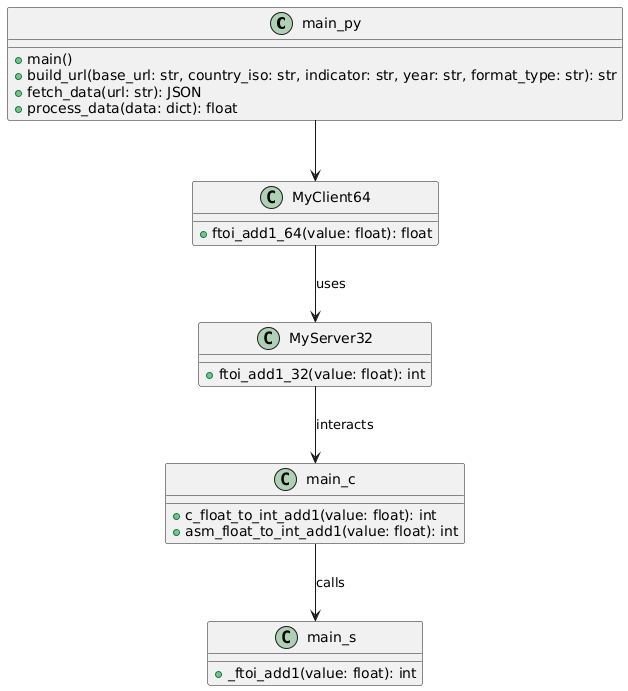 C main_py
main()
build_url(base_url: str, country_iso: str, indicator: str, year: str, format_type: str): str
fetch_data(url: str): JSON
process_data(data: dict): float
C MyClient64
ftoi_add1_64(value: float): float
uses
C MyServer32
ftoi_add1_32(value: float): int
interacts
C main_c
c_float_to_int_add1(value: float): int
asm_float_to_int_add1(value: float): int
calls
C main_s
_ftoi_add1(value: float): int